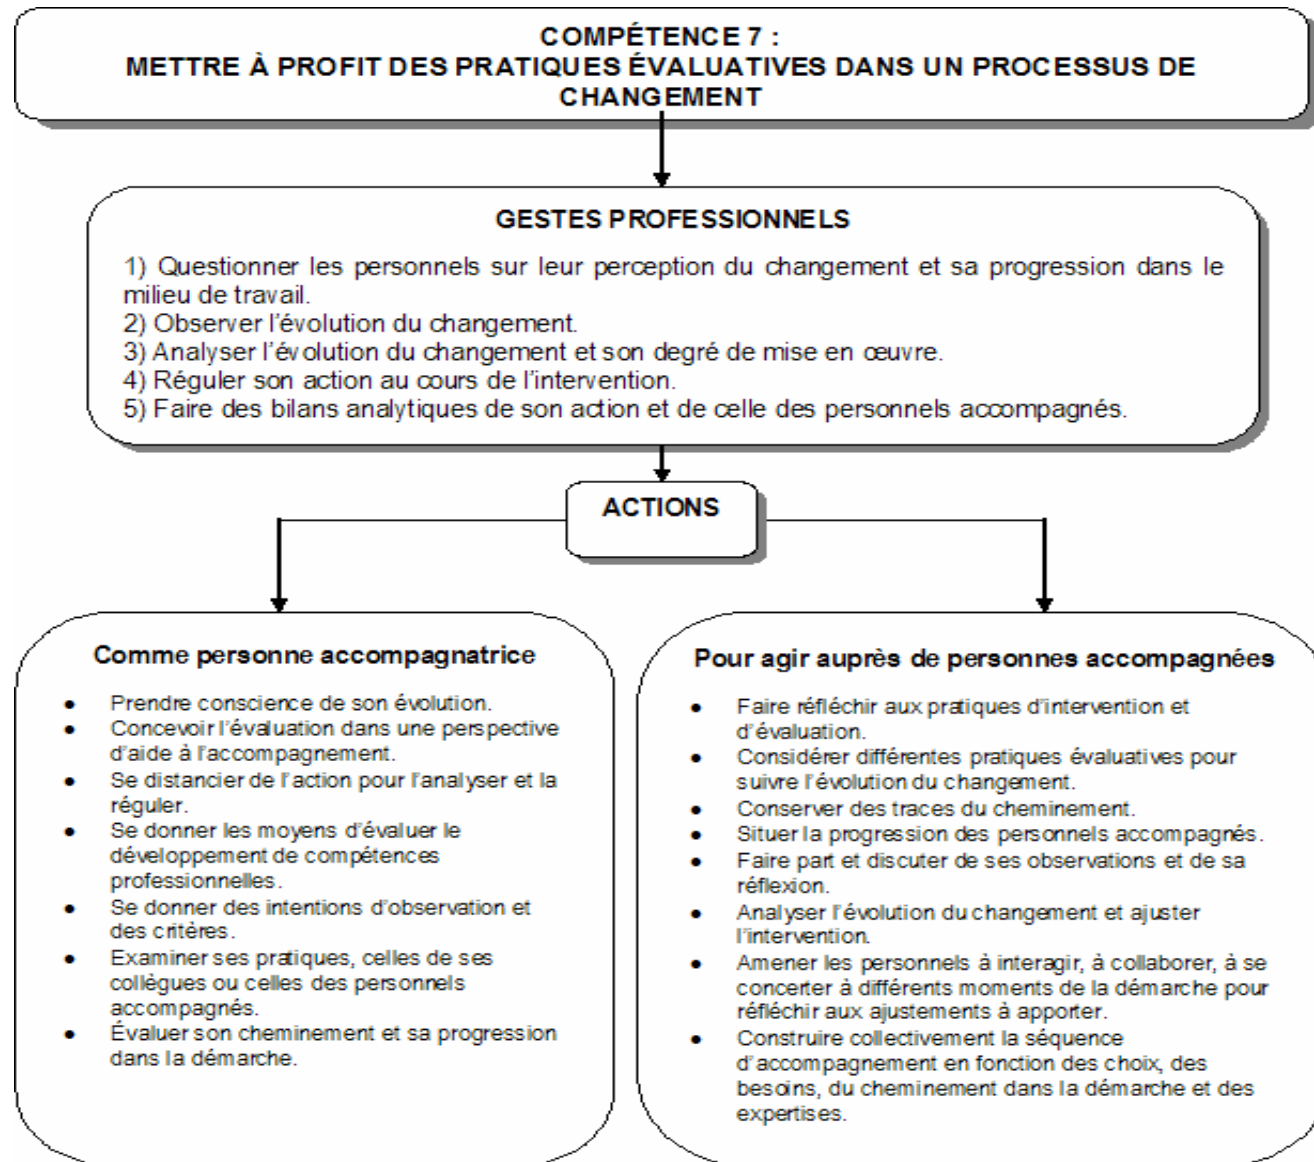 COMPÉTENCE 7 :
METTRE À PROFIT DES PRATIQUES ÉVALUATIVES DANS UN PROCESSUS DE
CHANGEMENT
GESTES PROFESSIONNELS
1) Questionner les personnels sur leur perception du changement et sa progression dans le
milieu de travail.
2) Observer l’évolution du changement.
3) Analyser l’évolution du changement et son degré de mise en œuvre.
4) Réguler son action au cours de l’intervention.
5) Faire des bilans analytiques de son action et de celle des personnels accompagnés.
ACTIONS
Comme personne accompagnatrice
● Prendre conscience de son évolution.
● Concevoir l’évaluation dans une perspective
d’aide à l’accompagnement.
● Se distancier de l’action pour l’analyser et la
réguler.
● Se donner les moyens d’évaluer le
développement de compétences
professionnelles.
● Se donner des intentions d’observation et
des critères.
● Examiner ses pratiques, celles de ses
collègues ou celles des personnels
accompagnés.
● Évaluer son cheminement et sa progression
dans la démarche.
Pour agir auprès de personnes accompagnées
● Faire réfléchir aux pratiques d’intervention et
d’évaluation.
● Considérer différentes pratiques évaluatives pour
suivre l’évolution du changement.
● Conserver des traces du cheminement.
● Situer la progression des personnels accompagnés.
● Faire part et discuter de ses observations et de sa
réflexion.
● Analyser l’évolution du changement et ajuster
l’intervention.
● Amener les personnels à interagir, à collaborer, à se
concerter à différents moments de la démarche pour
réfléchir aux ajustements à apporter.
● Construire collectivement la séquence
d’accompagnement en fonction des choix, des
besoins, du cheminement dans la démarche et des
expertises.